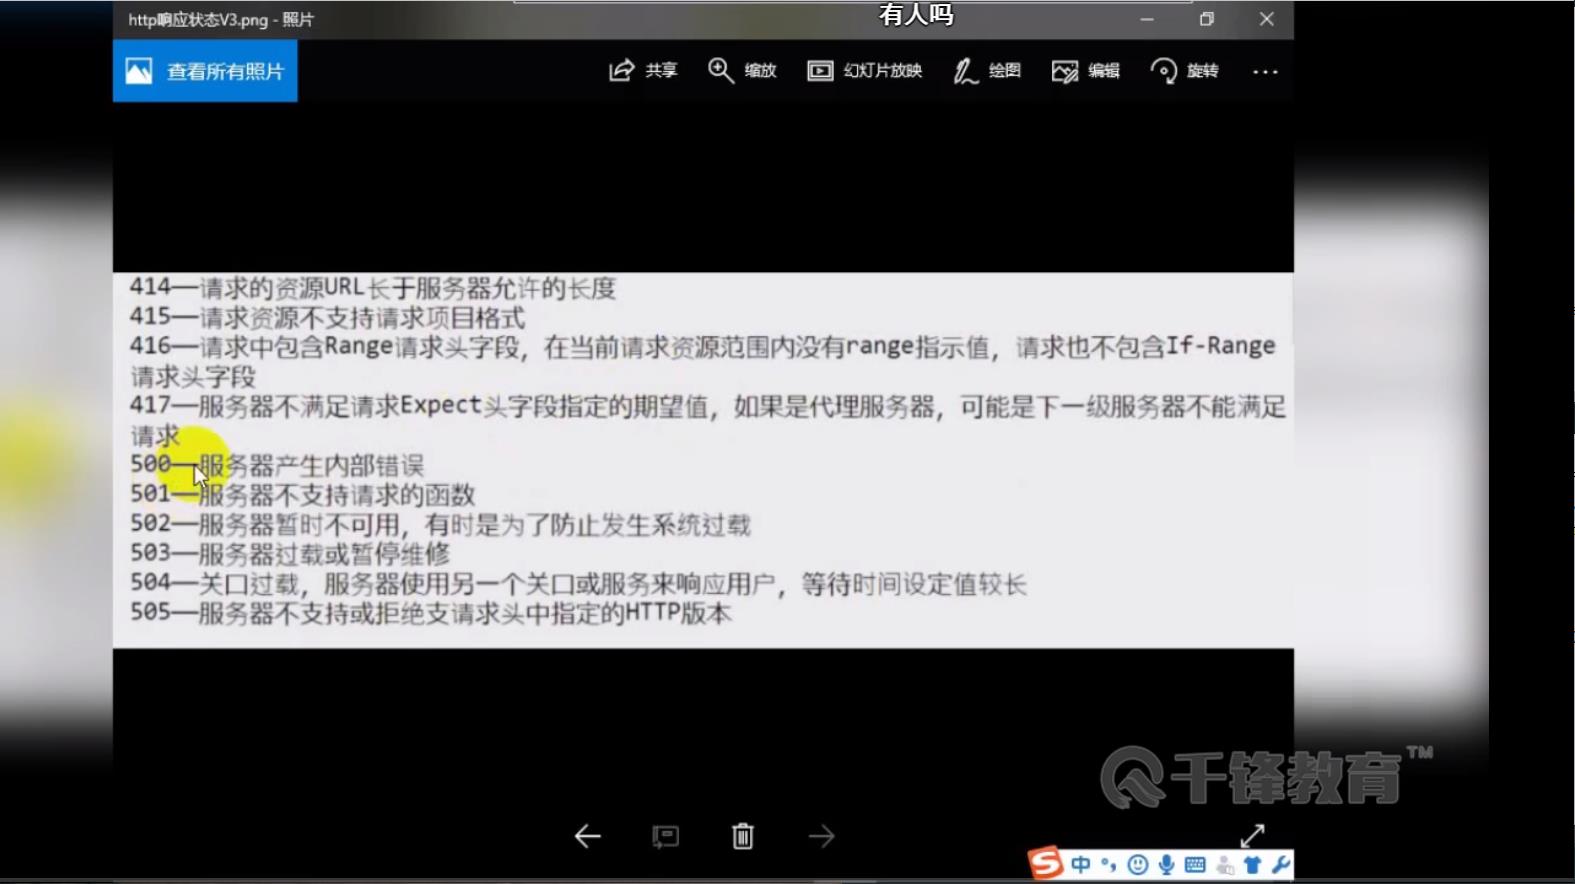 http响应状态V3.png - 照片
有人吗
查看所有照片
共享
缩放
幻灯片放映
绘图
编辑
旋转
414—请求的资源URL长于服务器允许的长度
415—请求资源不支持请求项目格式
416—请求中包含Range请求头字段，在当前请求资源范围内没有range指示值，请求也不包含If-Range
请求头字段
417—服务器不满足请求Expect头字段指定的期望值，如果是代理服务器，可能是下一级服务器不能满足
请求
500—服务器产生内部错误
501—服务器不支持请求的函数
502—服务器暂时不可用，有时是为了防止发生系统过载
503—服务器过载或暂停维修
504—关口过载，服务器使用另一个关口或服务来响应用户，等待时间设定值较长
505—服务器不支持或拒绝支请求头中指定的HTTP版本
千锋教育™
S中